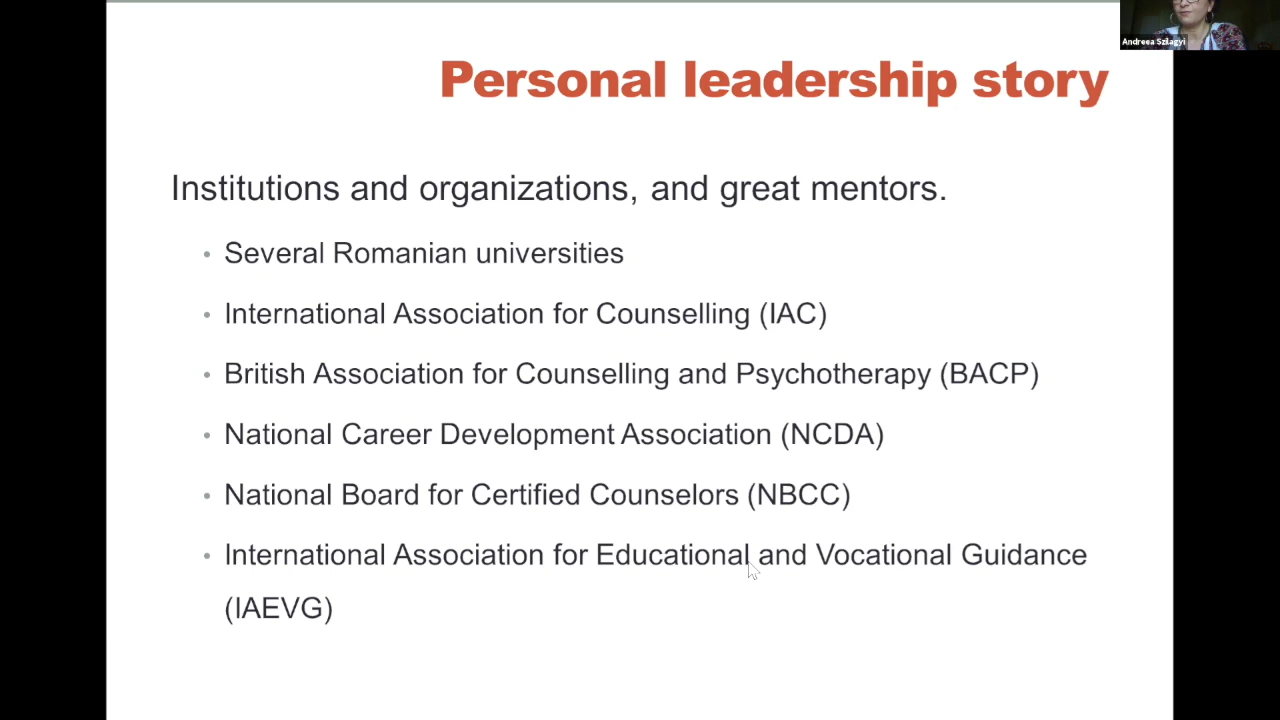 Andreea Szilagyi
Personal leadership story
Institutions and organizations, and great mentors.
• Several Romanian universities
• International Association for Counselling (IAC)
• British Association for Counselling and Psychotherapy (BACP)
• National Career Development Association (NCDA)
• National Board for Certified Counselors (NBCC)
• International Association for Educational and Vocational Guidance
(IAEVG)